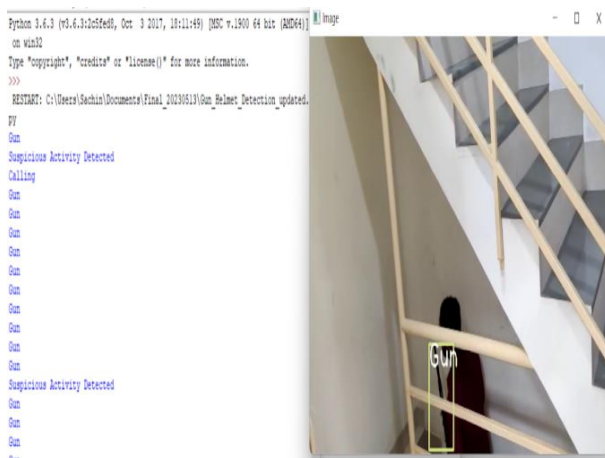 Python 3.6.3 (v3.6.3:2c5fed8, Oct 3 2017, 18:11:49) [MSC v.1900 64 bit (AMD64)]
on win32
Type "copyright", "credits" or "license()" for more information.
>>>
RESTART: C:\Users\Sachin\Documents\Final_20230513\Gun_Helmet_Detection_updated.
py
Gun
Suspicious Activity Detected
Calling
Gun
Gun
Gun
Gun
Gun
Gun
Gun
Gun
Gun
Gun
Suspicious Activity Detected
Gun
Gun
Gun
Image
Gun